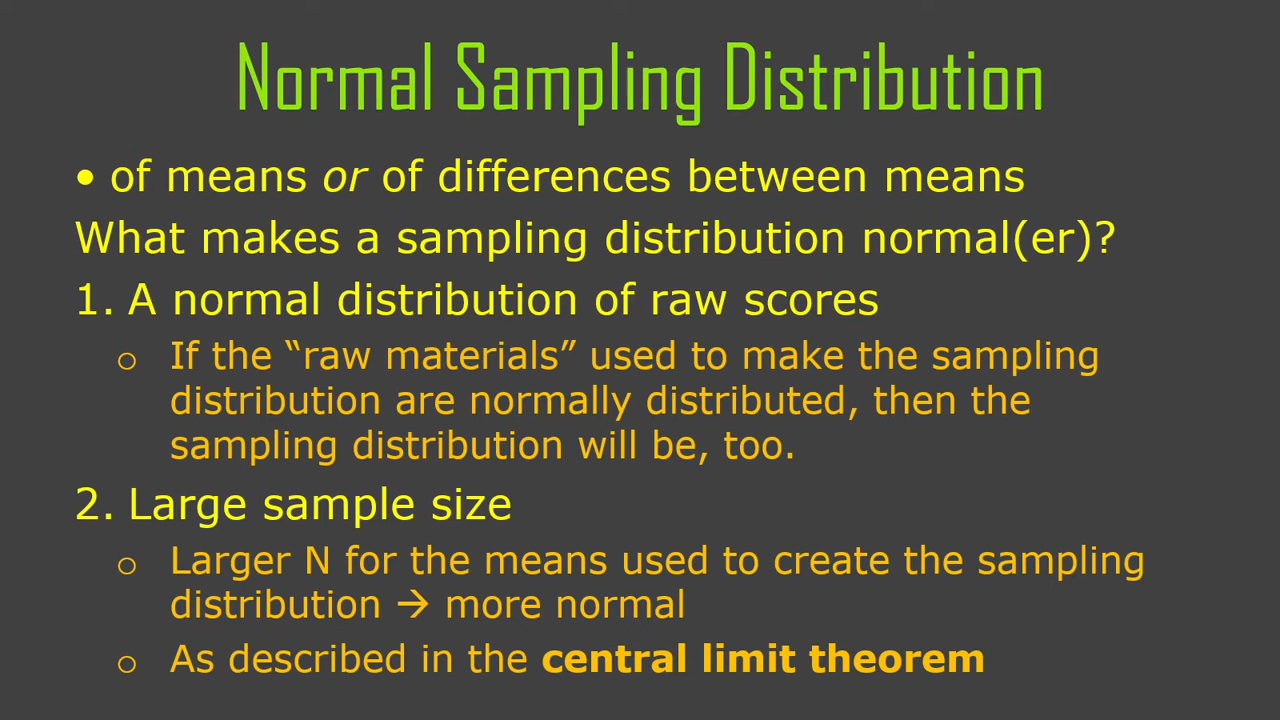 Normal Sampling Distribution
• of means or of differences between means
What makes a sampling distribution normal(er)?
1. A normal distribution of raw scores
o If the “raw materials” used to make the sampling
distribution are normally distributed, then the
sampling distribution will be, too.
2. Large sample size
o Larger N for the means used to create the sampling
distribution → more normal
o As described in the central limit theorem